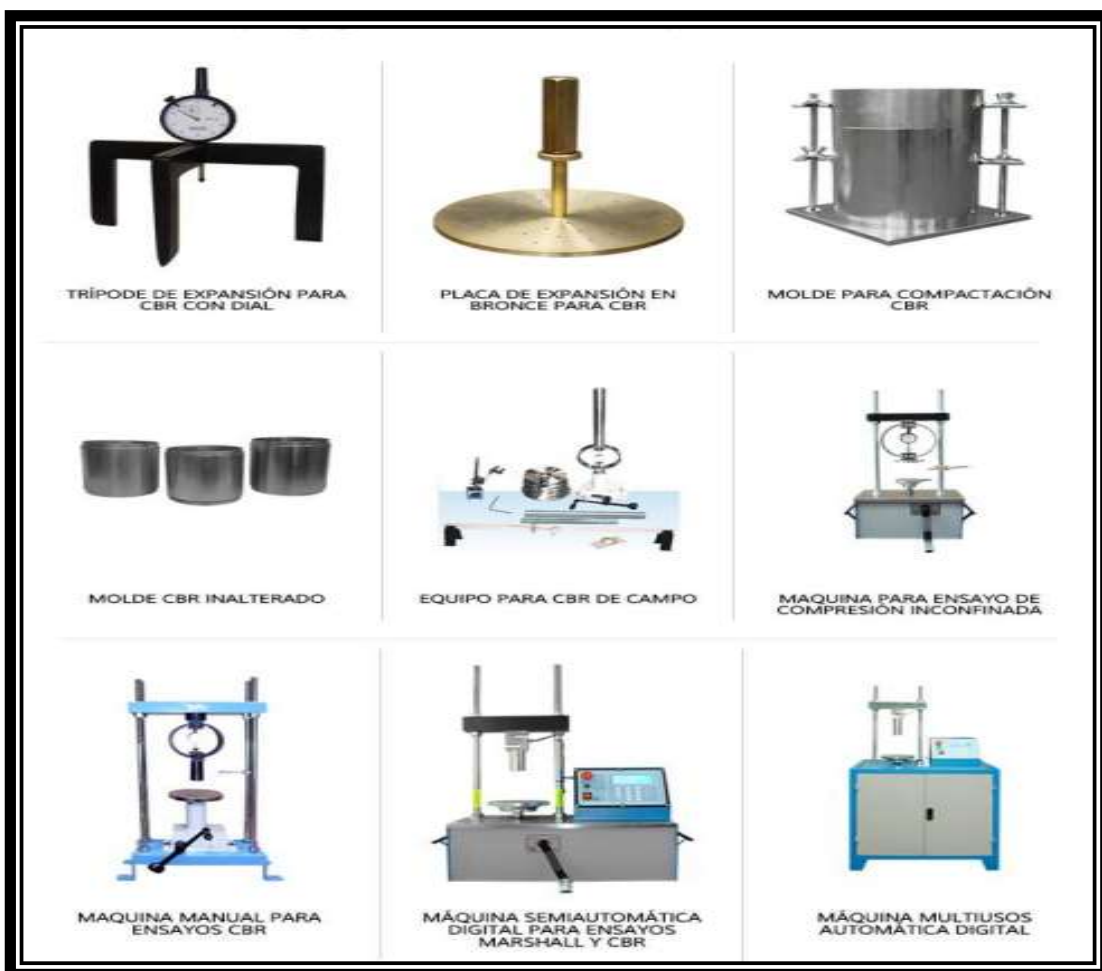 TRÍPODE DE EXPANSIÓN PARA
CBR CON DIAL
PLACA DE EXPANSIÓN EN
BRONCE PARA CBR
MOLDE PARA COMPACTACIÓN
CBR
MOLDE CBR INALTERADO
EQUIPO PARA CBR DE CAMPO
MAQUINA PARA ENSAYO DE
COMPRESIÓN INCONFINADA
MAQUINA MANUAL PARA
ENSAYOS CBR
MÁQUINA SEMIAUTOMÁTICA
DIGITAL PARA ENSAYOS
MARSHALL Y CBR
MÁQUINA MULTIUSOS
AUTOMÁTICA DIGITAL